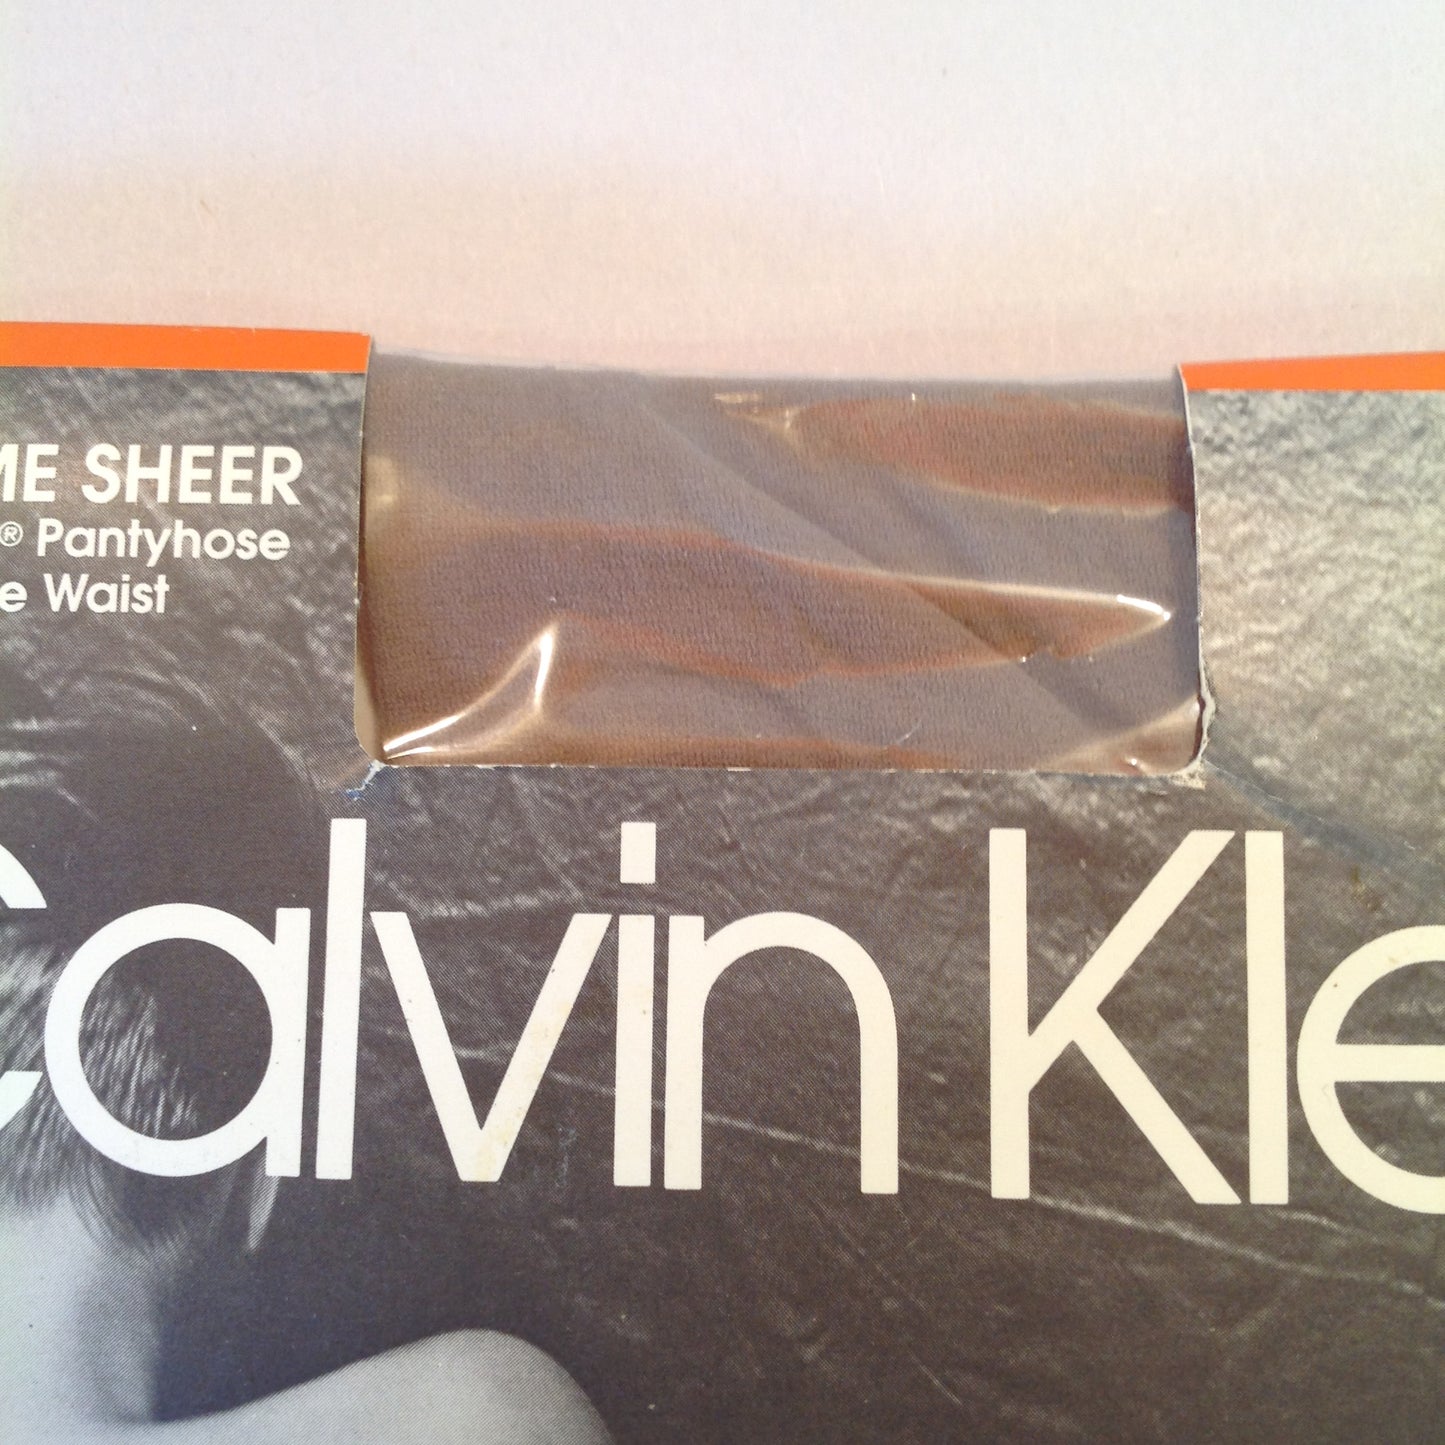 ME SHEER
® Pantyhose
e Waist
Calvin Kle